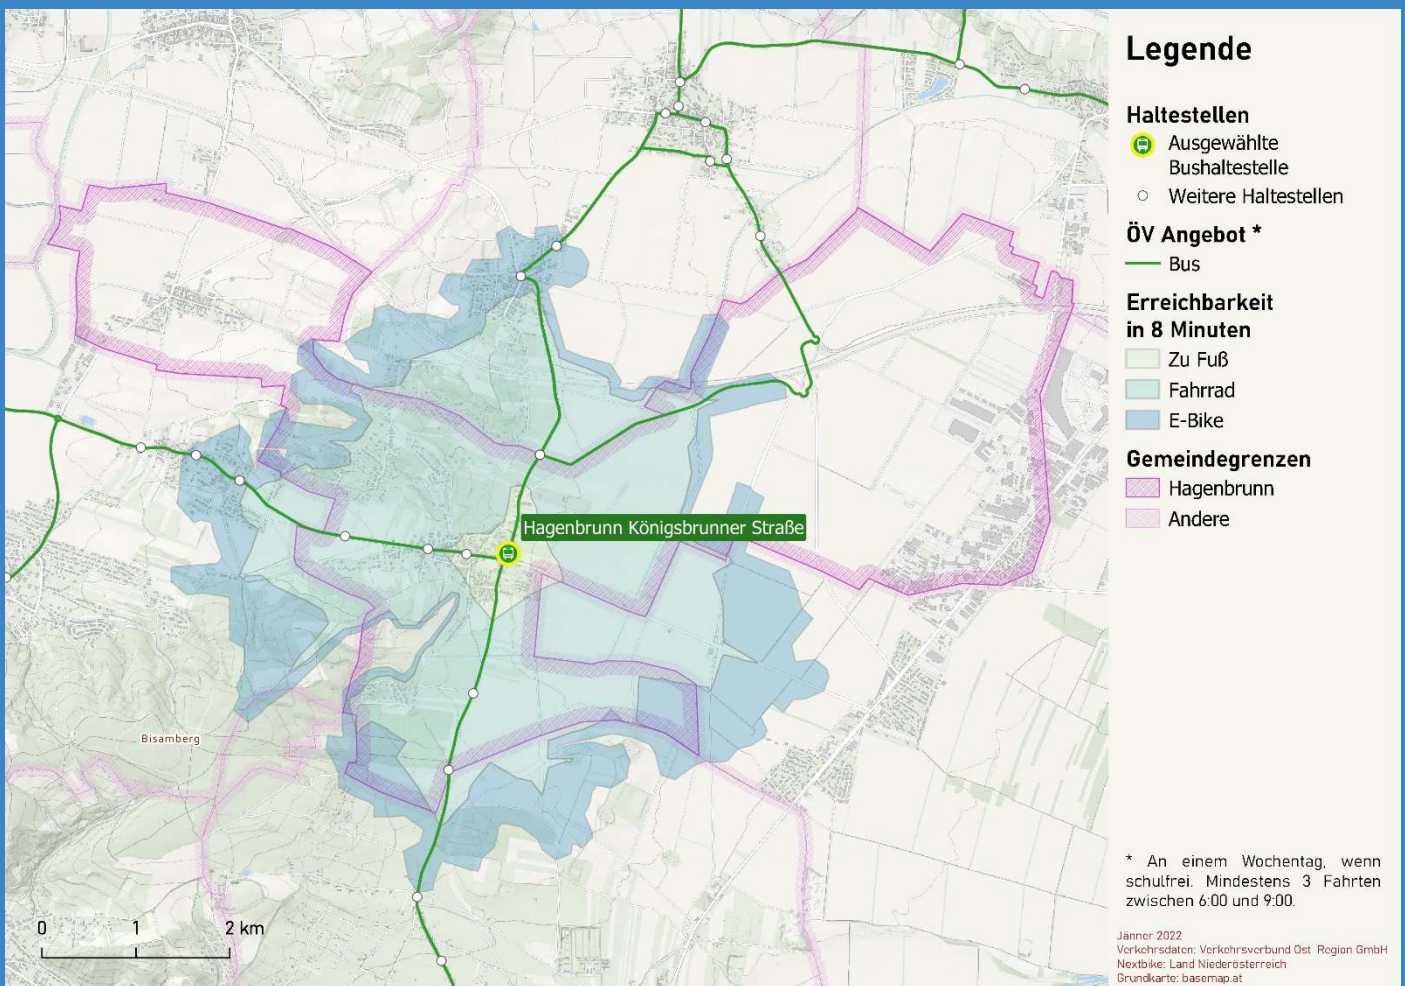 Legende
Haltestellen
Ausgewählte
Bushaltestelle
Weitere Haltestellen
ÖV Angebot *
Bus
Erreichbarkeit
in 8 Minuten
Zu Fuß
Fahrrad
E-Bike
Gemeindegrenzen
Hagenbrunn
Andere
Hagenbrunn Königsbrunner Straße
Bisamberg
0 1 2 km
* An einem Wochentag, wenn
schulfrei. Mindestens 3 Fahrten
zwischen 6:00 und 9:00.
Jänner 2022
Verkehrsdaten: Verkehrsverbund Ost Region GmbH
Nextbike: Land Niederösterreich
Grundkarte: basemap.at